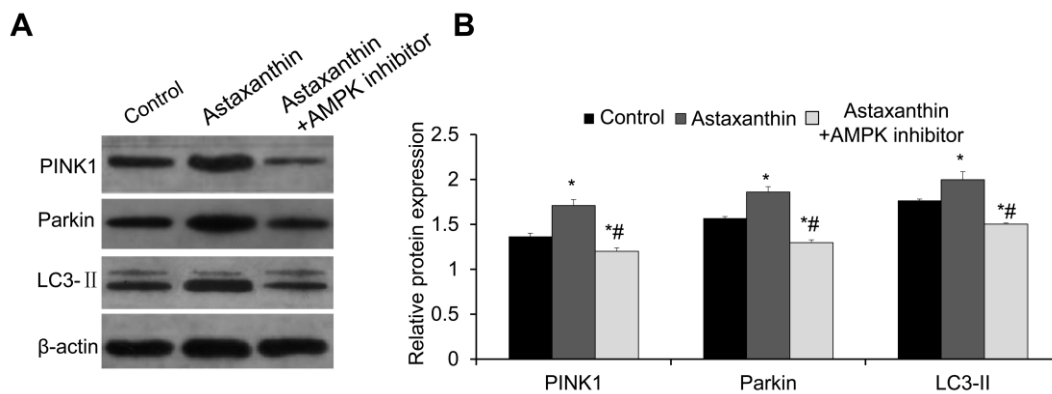 A
Control
Astaxanthin
Astaxanthin
+AMPK inhibitor
PINK1
Parkin
LC3-Ⅱ
β-actin
B
Control
Astaxanthin
Astaxanthin
+AMPK inhibitor
Relative protein expression
2.5
2
1.5
1
0.5
0
*
*#
*
*#
*
*#
PINK1
Parkin
LC3-II